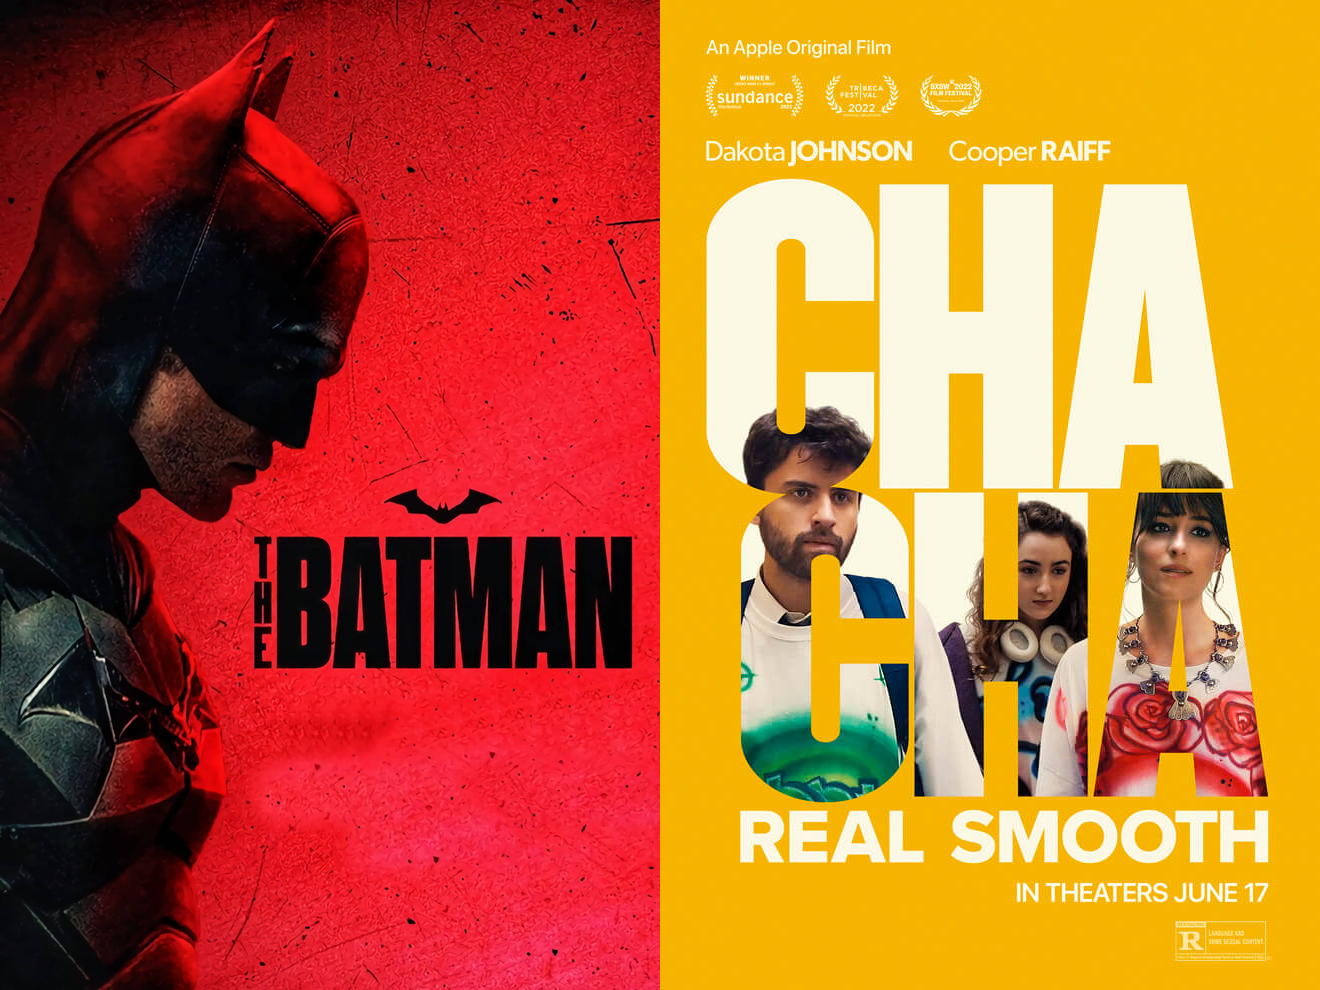 THE
BATMAN
An Apple Original Film
WINNER
sundance
2022
TRIBECA
FESTIVAL
2022
SXSW 2022
FILM FESTIVAL
Dakota JOHNSON Cooper RAIFF
CHA
CHA
REAL SMOOTH
IN THEATERS JUNE 17
R
LANGUAGE AND
SOME SEXUAL CONTENT.